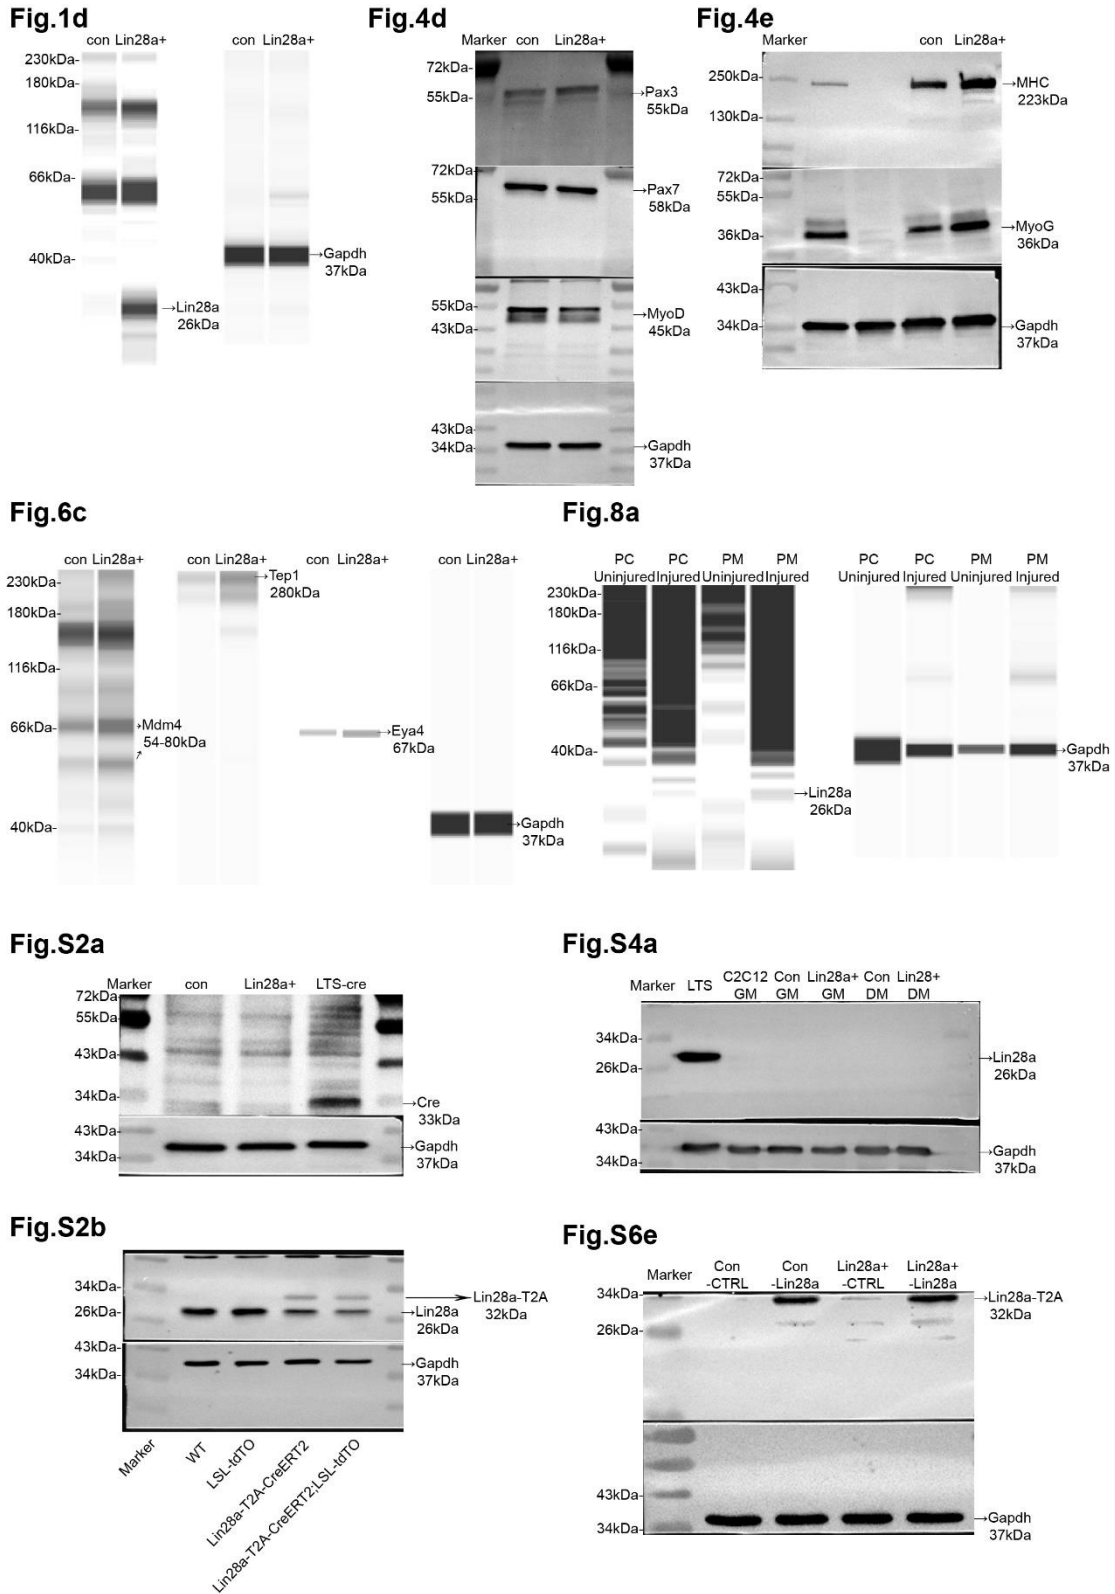 Fig.1d
con Lin28a+ con Lin28a+
230kDa-
180kDa-
116kDa-
66kDa-
40kDa-
→Gapdh
37kDa
→Lin28a
26kDa
Fig.4d
Marker con Lin28a+
72kDa-
55kDa-
→Pax3
55kDa
72kDa-
55kDa-
→Pax7
58kDa
55kDa-
43kDa-
→MyoD
45kDa
43kDa-
34kDa-
→Gapdh
37kDa
Fig.4e
Marker con Lin28a+
250kDa-
130kDa-
→MHC
223kDa
72kDa-
55kDa-
36kDa-
→MyoG
36kDa
43kDa-
34kDa-
→Gapdh
37kDa
Fig.6c
con Lin28a+ con Lin28a+ con Lin28a+ con Lin28a+
230kDa-
180kDa-
116kDa-
66kDa-
40kDa-
→Tep1
280kDa
→Mdm4
54-80kDa
→Eya4
67kDa
→Gapdh
37kDa
Fig.8a
PC PC PM PM PC PC PM PM
Uninjured Injured Uninjured Injured Uninjured Injured Uninjured Injured
230kDa-
180kDa-
116kDa-
66kDa-
40kDa-
→Lin28a
26kDa
→Gapdh
37kDa
Fig.S2a
Marker con Lin28a+ LTS-cre
72kDa-
55kDa-
43kDa-
34kDa-
→Cre
33kDa
43kDa-
34kDa-
→Gapdh
37kDa
Fig.S4a
C2C12 Con Lin28a+ Con Lin28+
Marker LTS GM GM GM DM DM
34kDa-
26kDa-
→Lin28a
26kDa
43kDa-
34kDa-
→Gapdh
37kDa
Fig.S2b
34kDa-
26kDa-
→Lin28a-T2A
32kDa
→Lin28a
26kDa
43kDa-
34kDa-
→Gapdh
37kDa
Marker
WT
LSL-tdTO
Lin28a-T2A-CreERT2
Lin28a-T2A-CreERT2;LSL-tdTO
Fig.S6e
Con Con Lin28a+ Lin28a+
Marker -CTRL -Lin28a -CTRL -Lin28a
34kDa-
26kDa-
→Lin28a-T2A
32kDa
43kDa-
34kDa-
→Gapdh
37kDa